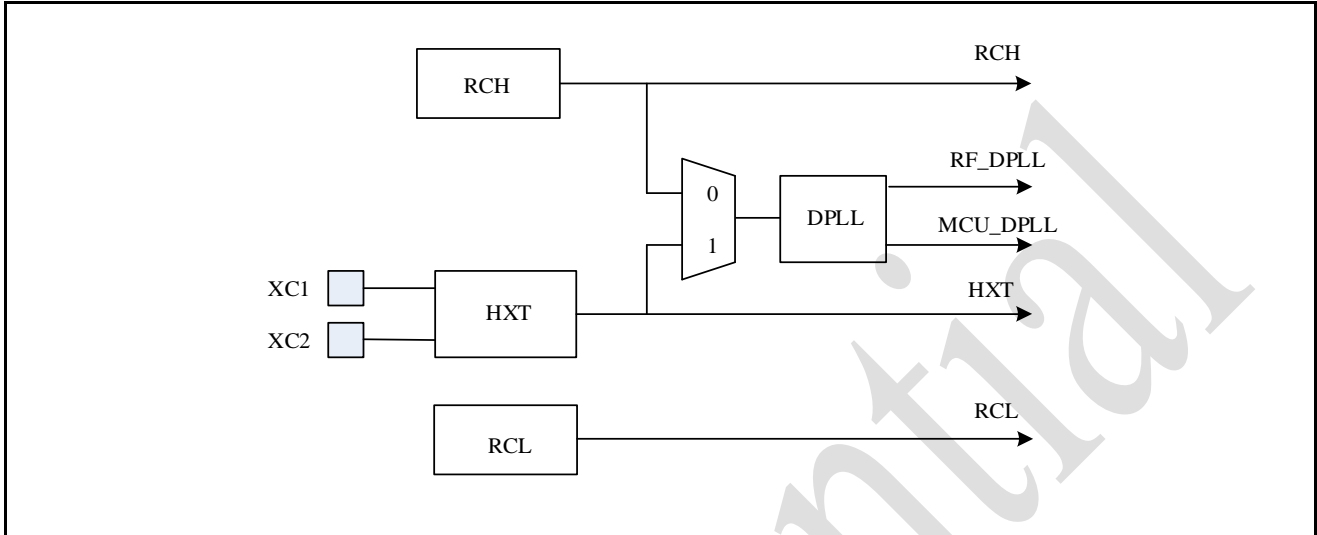 RCH
RCH
RF_DPLL
0
DPLL
MCU_DPLL
1
XC1
HXT
HXT
XC2
RCL
RCL
ntial